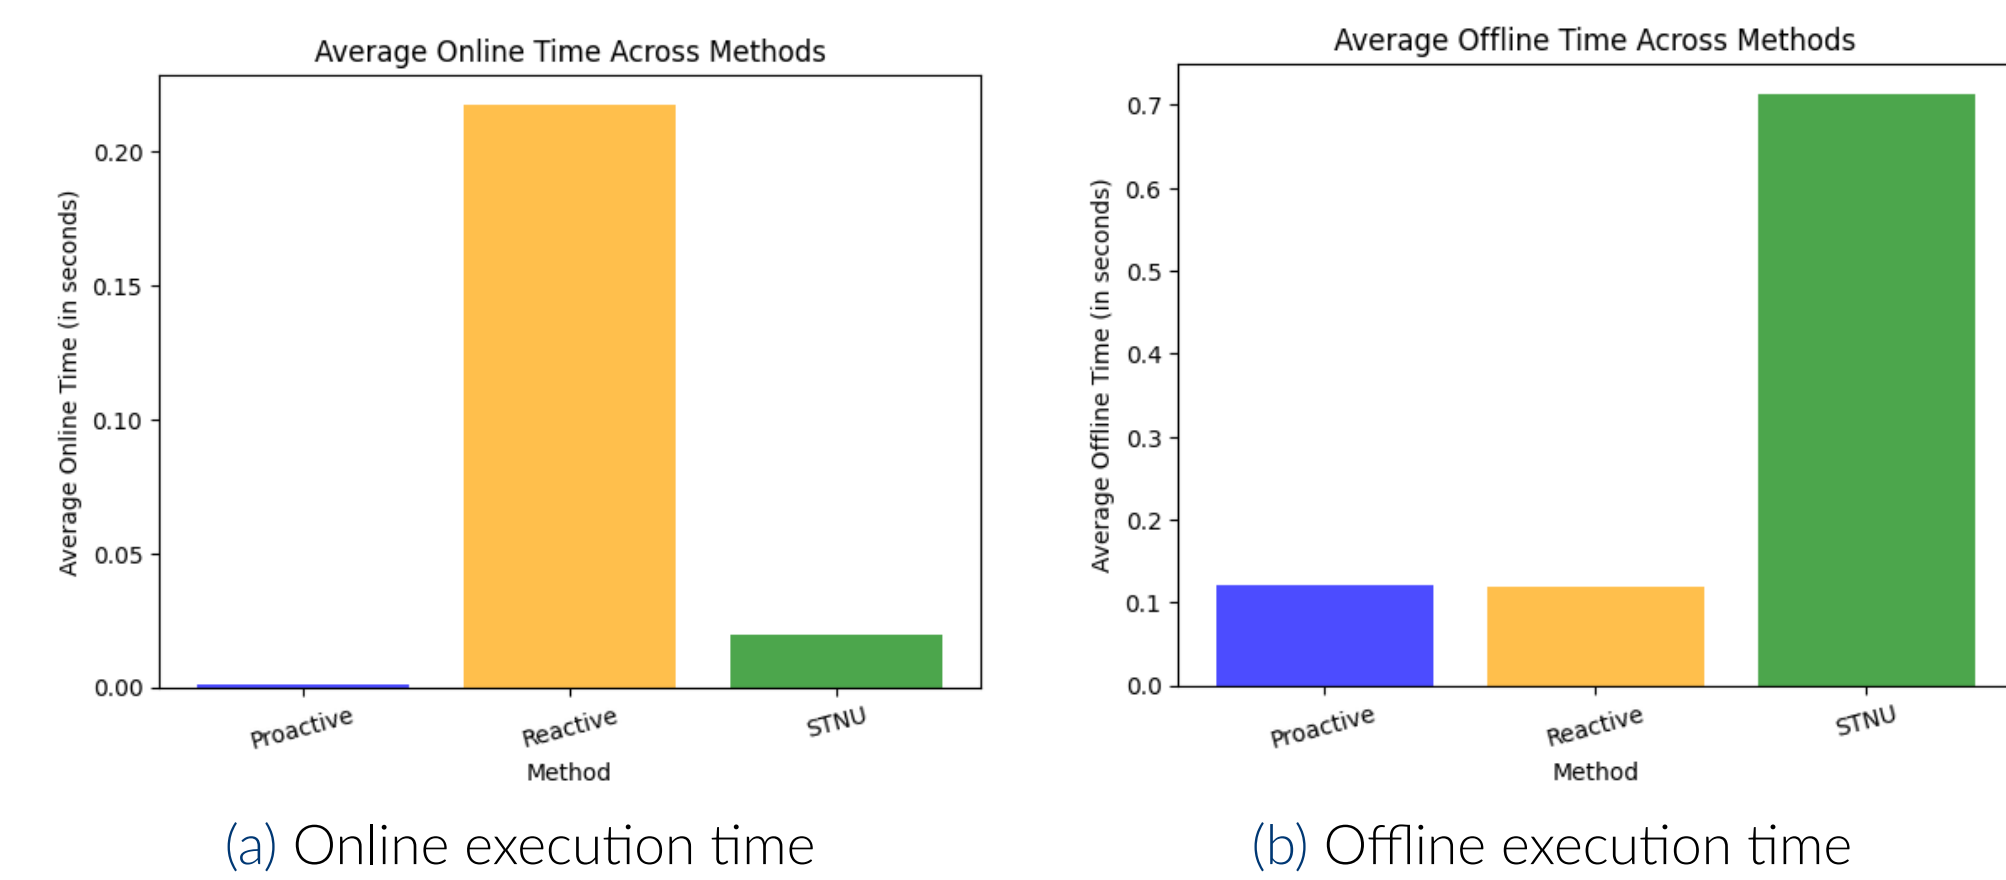 Average Online Time Across Methods
Average Online Time (in seconds)
0.20
0.15
0.10
0.05
0.00
Proactive
Reactive
STNU
Method
(a) Online execution time
Average Offline Time Across Methods
Average Offline Time (in seconds)
0.7
0.6
0.5
0.4
0.3
0.2
0.1
0.0
Proactive
Reactive
STNU
Method
(b) Offline execution time